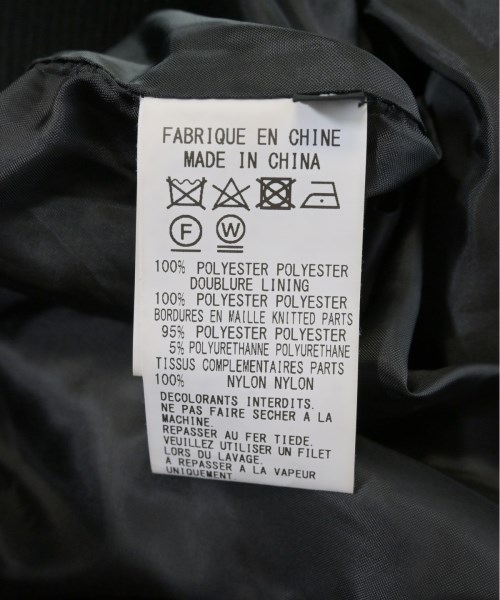 FABRIQUE EN CHINE
MADE IN CHINA
F W
100% POLYESTER POLYESTER
DOUBLURE LINING
100% POLYESTER POLYESTER
BORDURES EN MAILLE KNITTED PARTS
95% POLYESTER POLYESTER
5% POLYURETHANNE POLYURETHANE
TISSUS COMPLEMENTAIRES PARTS
100% NYLON NYLON
DECOLORANTS INTERDITS.
NE PAS FAIRE SECHER A LA
MACHINE.
REPASSER AU FER TIEDE.
VEUILLEZ UTILISER UN FILET
LORS DU LAVAGE.
A REPASSER A LA VAPEUR
UNIQUEMENT.